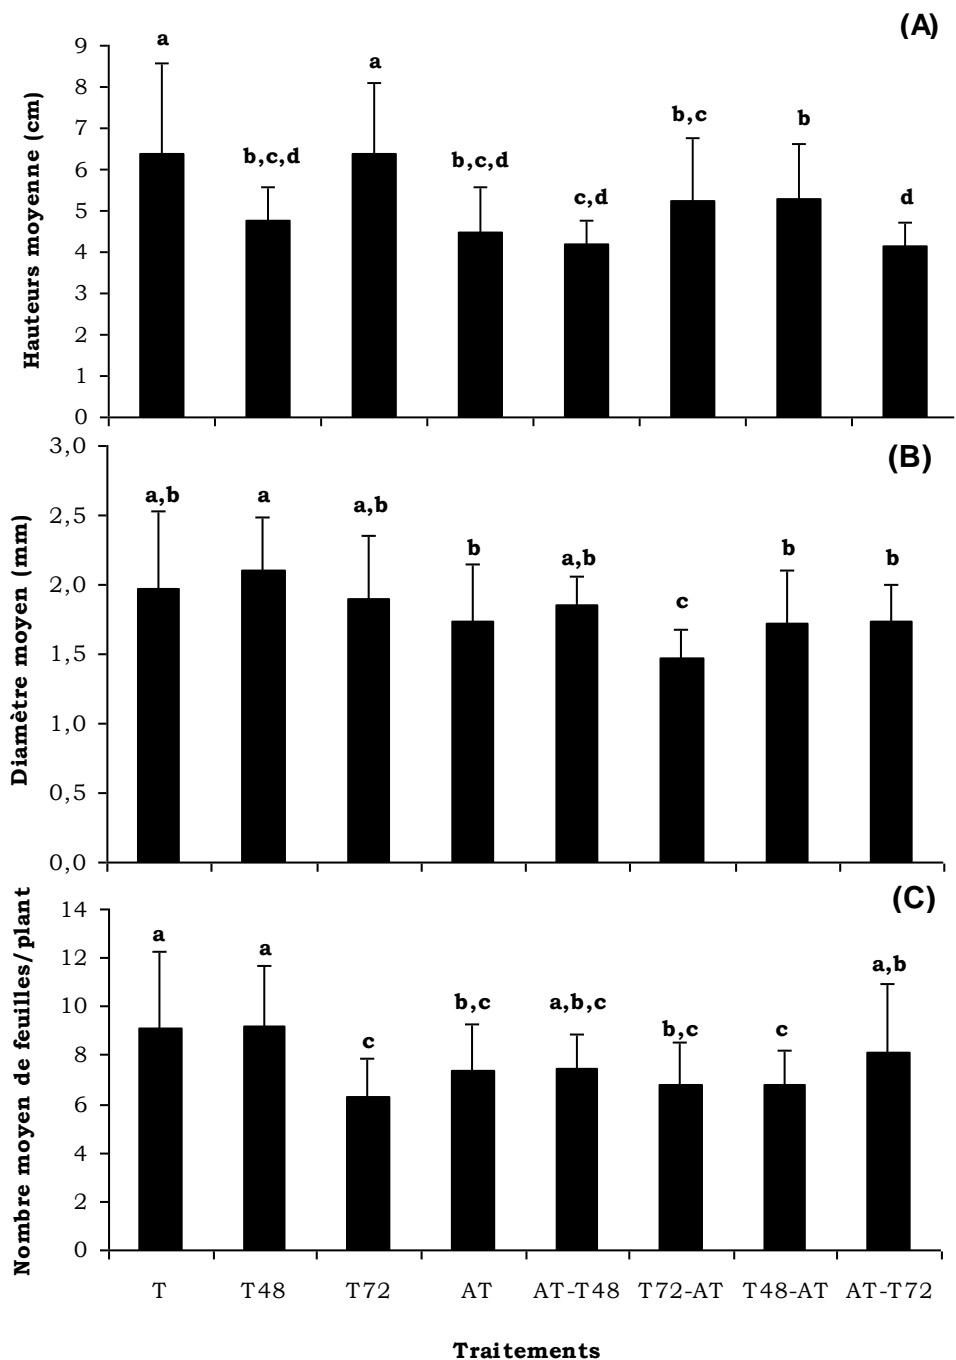 (A)
Hauteurs moyenne (cm)
9
8
7
6
5
4
3
2
1
0
a
b,c,d
a
b,c,d
c,d
b,c
b
d
(B)
Diamètre moyen (mm)
3,0
2,5
2,0
1,5
1,0
0,5
0,0
a,b
a
a,b
b
a,b
c
b
b
(C)
Nombre moyen de feuilles/plant
14
12
10
8
6
4
2
0
a
a
c
b,c
a,b,c
b,c
c
a,b
T T48 T72 AT AT-T48 T72-AT T48-AT AT-T72
Traitements